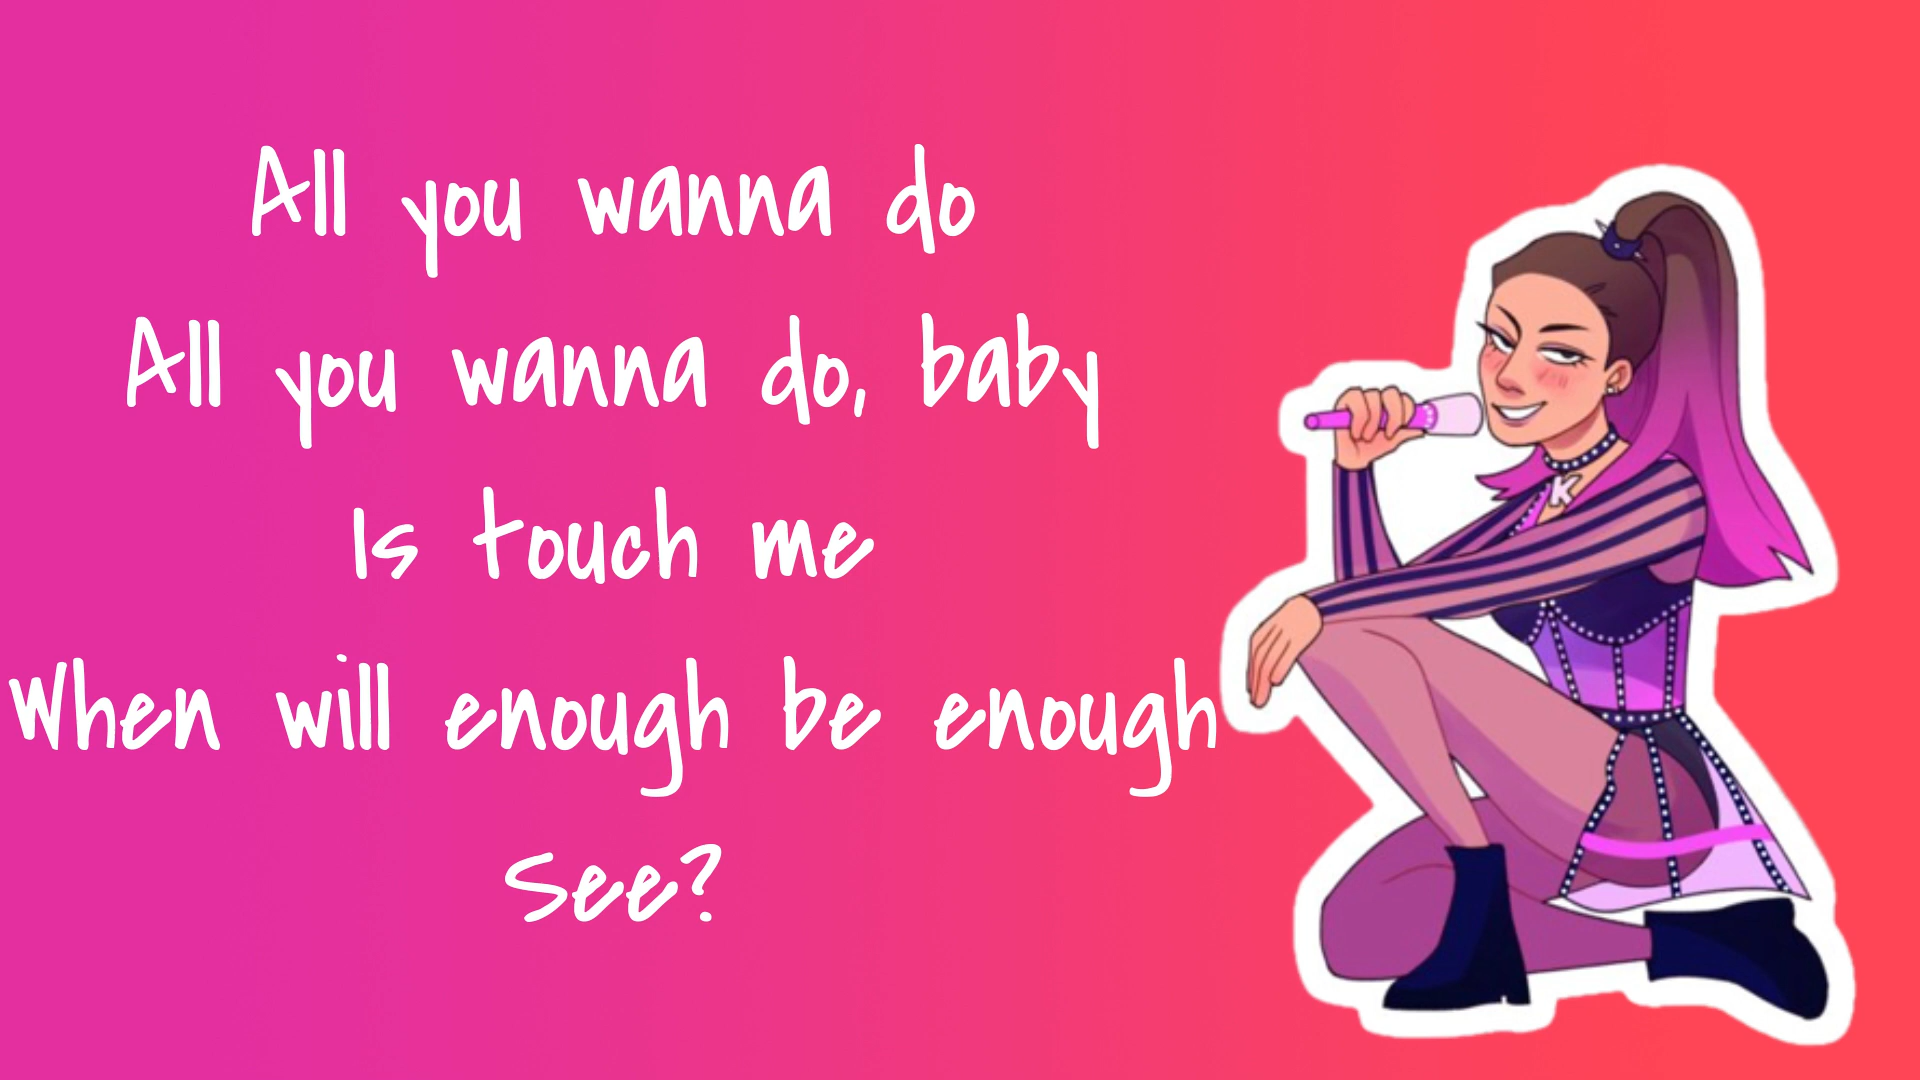 All you wanna do
All you wanna do, baby
Is touch me
When will enough be enough
See?
K